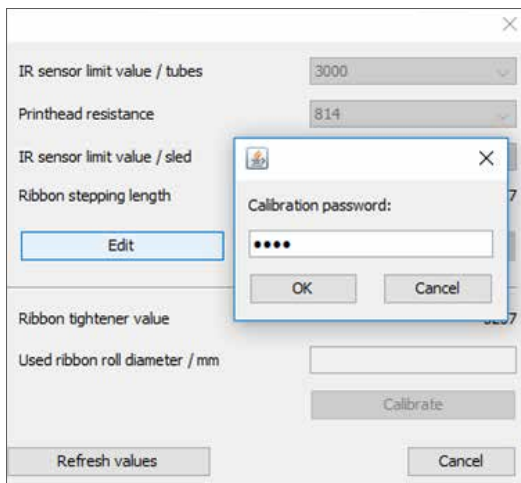 IR sensor limit value / tubes
3000
Printhead resistance
814
IR sensor limit value / sled
Ribbon stepping length
7
Edit
Calibration password:
••••
OK
Cancel
Ribbon tightener value
Used ribbon roll diameter / mm
Calibrate
Refresh values
Cancel